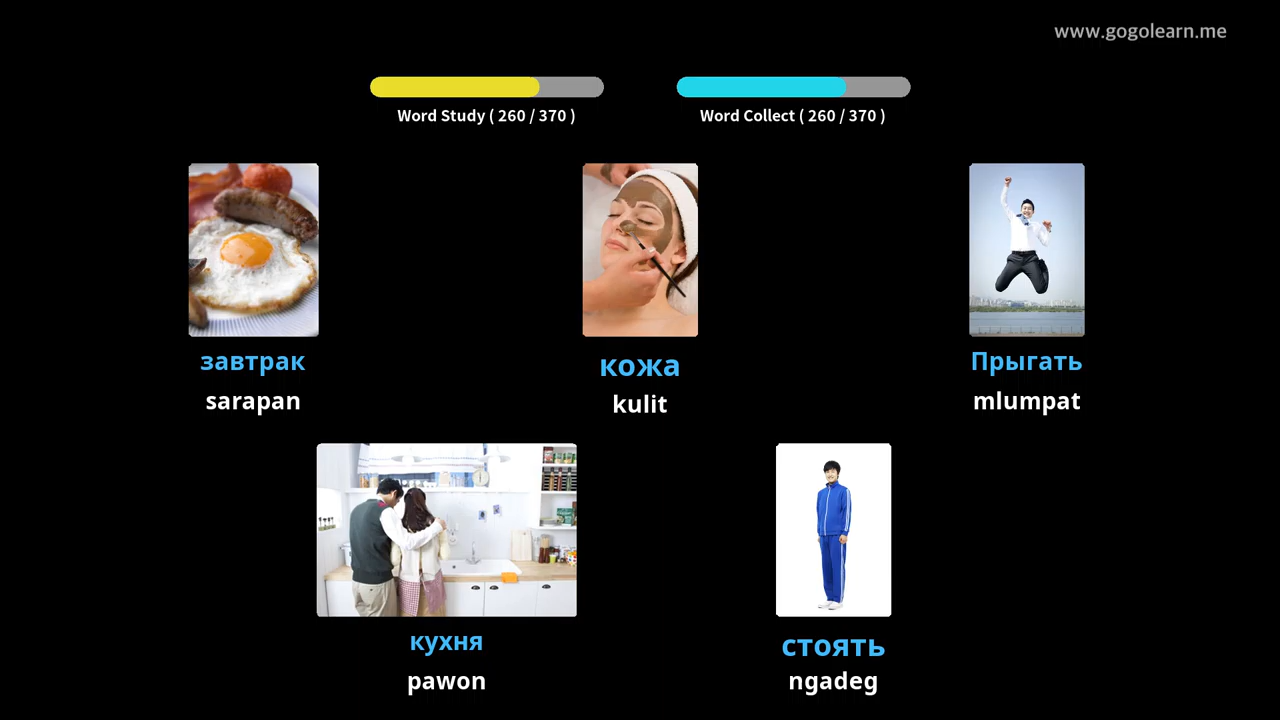 www.gogolearn.me
Word Study ( 260 / 370 )
Word Collect ( 260 / 370 )
завтрак
sarapan
кожа
kulit
Прыгать
mlumpat
кухня
pawon
стоять
ngadeg